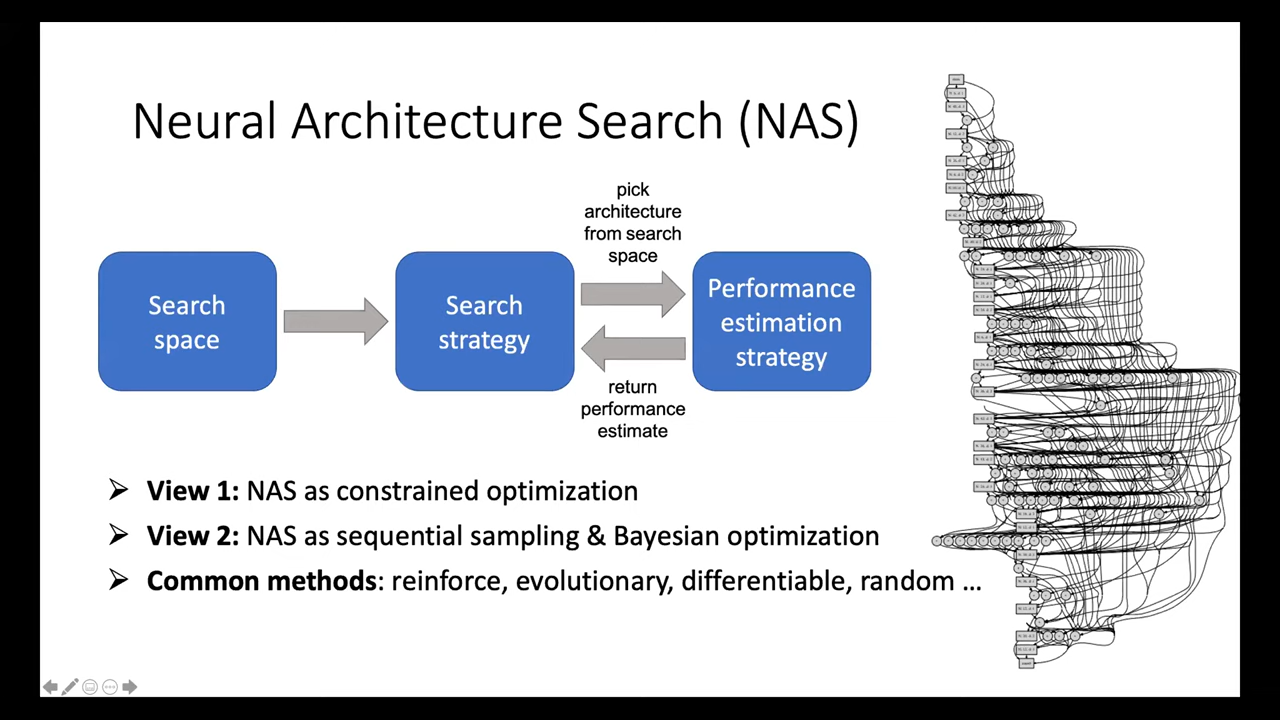 Neural Architecture Search (NAS)
pick
architecture
from search
space
Search
space
Search
strategy
Performance
estimation
strategy
return
performance
estimate
➢ View 1: NAS as constrained optimization
➢ View 2: NAS as sequential sampling & Bayesian optimization
➢ Common methods: reinforce, evolutionary, differentiable, random ...